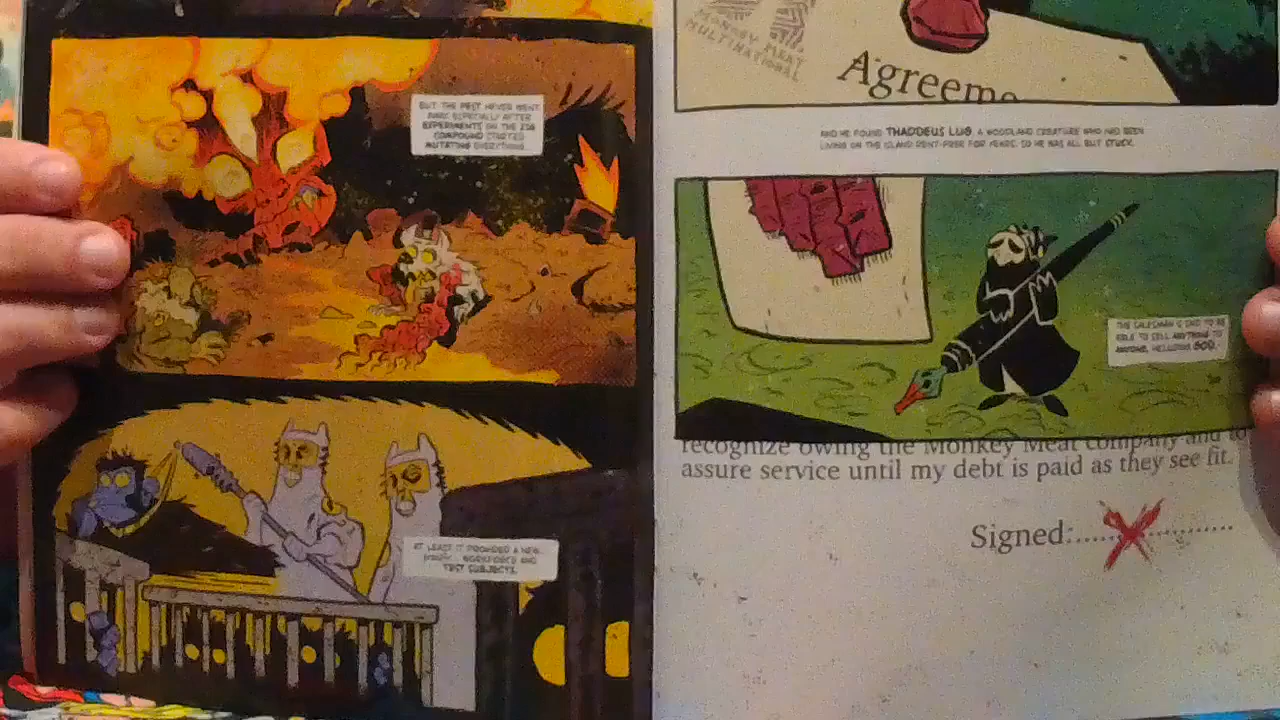 BUT THE PEST NEVER WENT
AWAY, ESPECIALLY AFTER
EXPERIMENTS ON THE
COMPOUND STARTED
MUTATING EVERYTHING.
AT LEAST IT PROVIDED A NEW
WORKFORCE AND
TEST SUBJECTS.
MONKEY MEAT
MULTINATIONAL
Agreeme
AND HE FOUND THADDEUS LUG, A WOODLAND CREATURE WHO HAD BEEN
LIVING ON THE ISLAND RENT-FREE FOR YEARS. SO HE WAS ALL BUT STUCK.
THE SALESMAN IS SAID TO BE
ABLE TO SELL ANYTHING TO
ANYONE, INCLUDING GOD.
recognize owing the Monkey Meat company and to
assure service until my debt is paid as they see fit.
Signed:.....X...........